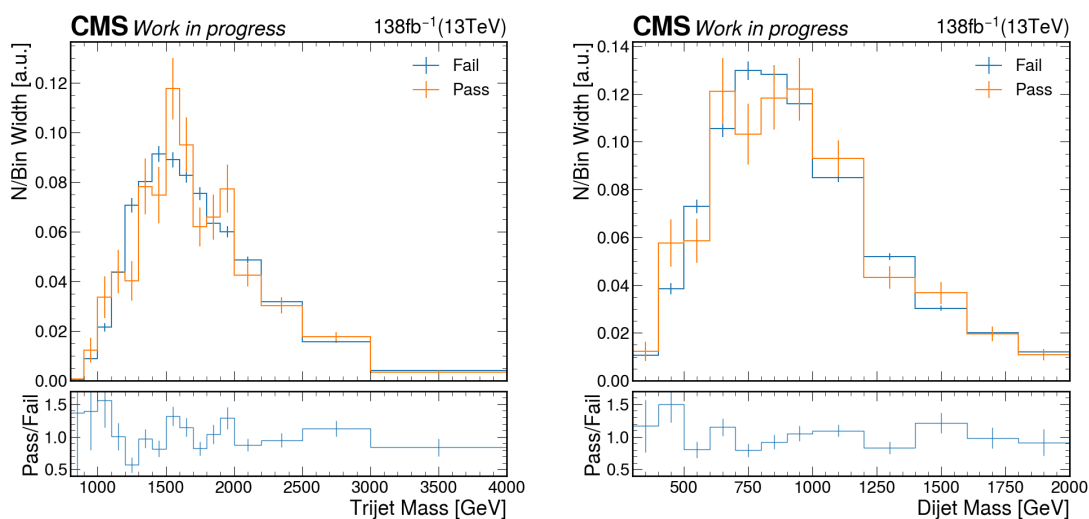 CMS Work in progress 138fb⁻¹(13TeV)
N/Bin Width [a.u.]
0.12
0.10
0.08
0.06
0.04
0.02
0.00
Fail
Pass
Pass/Fail
1.5
1.0
0.5
1000 1500 2000 2500 3000 3500 4000
Trijet Mass [GeV]
CMS Work in progress 138fb⁻¹(13TeV)
N/Bin Width [a.u.]
0.14
0.12
0.10
0.08
0.06
0.04
0.02
0.00
Fail
Pass
Pass/Fail
1.5
1.0
0.5
500 750 1000 1250 1500 1750 2000
Dijet Mass [GeV]